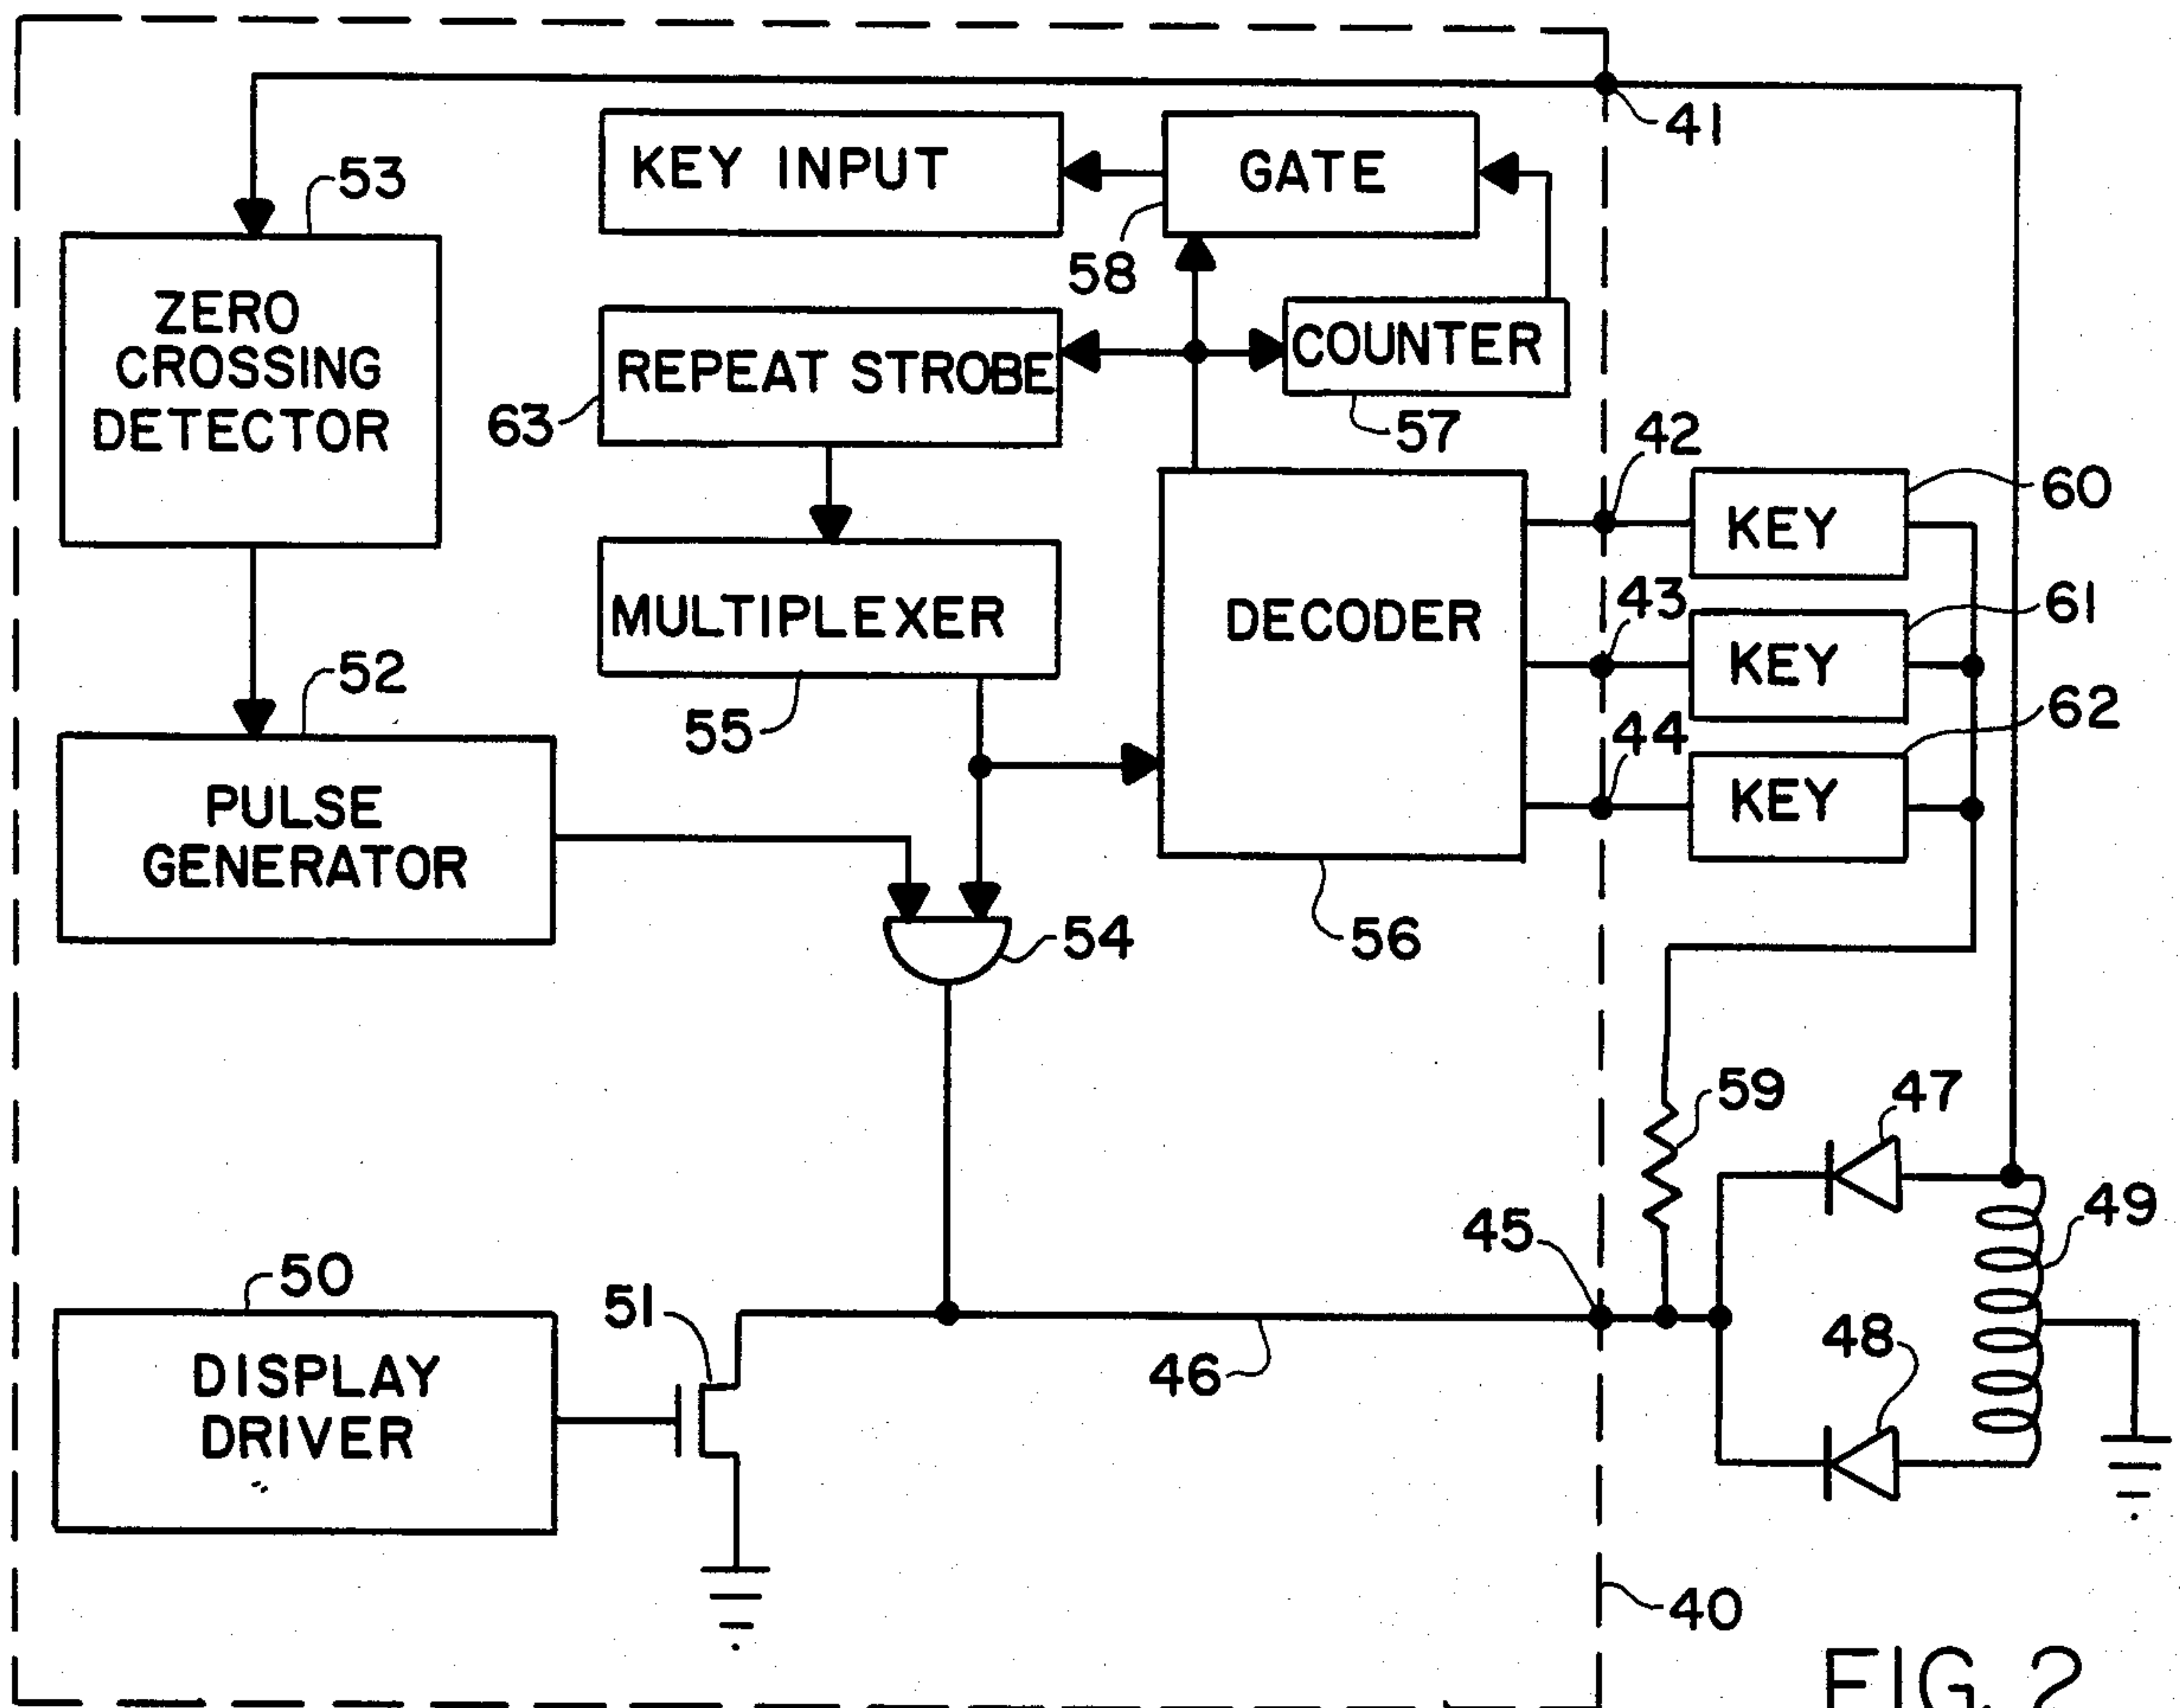 41
KEY INPUT
GATE
53
58
ZERO
CROSSING
DETECTOR
REPEAT STROBE
COUNTER
63
57
42
60
KEY
MULTIPLEXER
DECODER
43
61
KEY
52
55
44
62
KEY
PULSE
GENERATOR
54
56
59
47
45
49
50
51
46
48
DISPLAY
DRIVER
40
FIG. 2